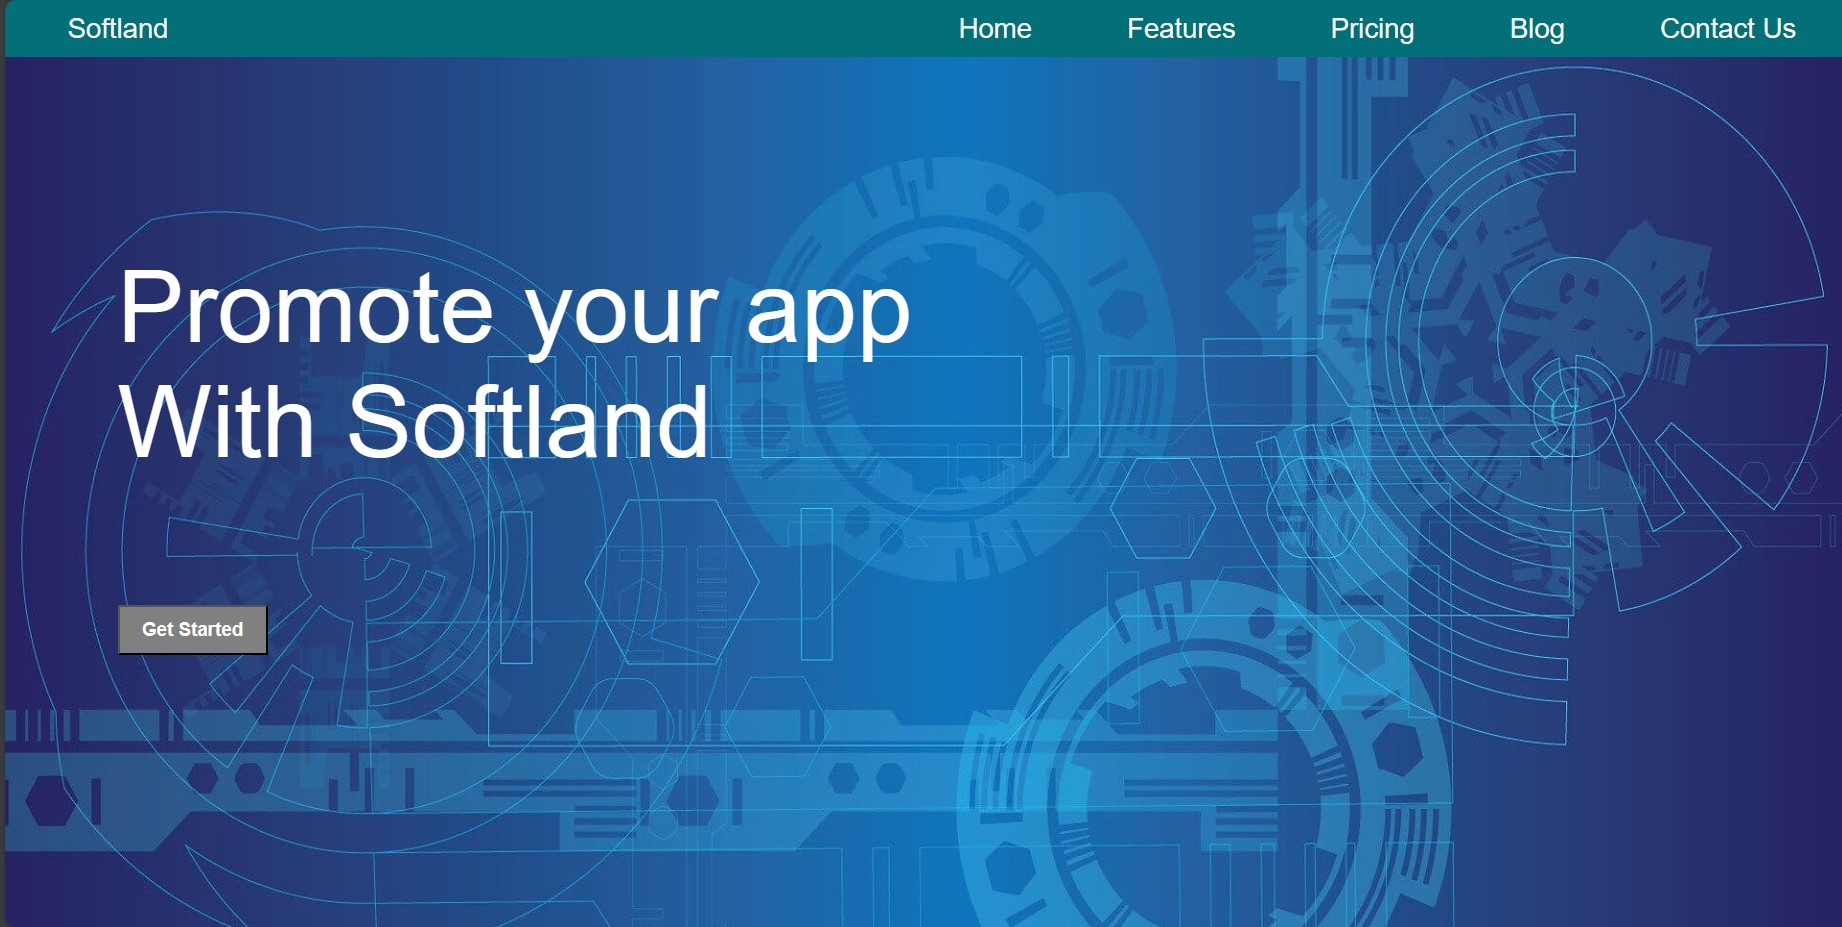 Softland
Home
Features
Pricing
Blog
Contact Us
Promote your app
With Softland
Get Started